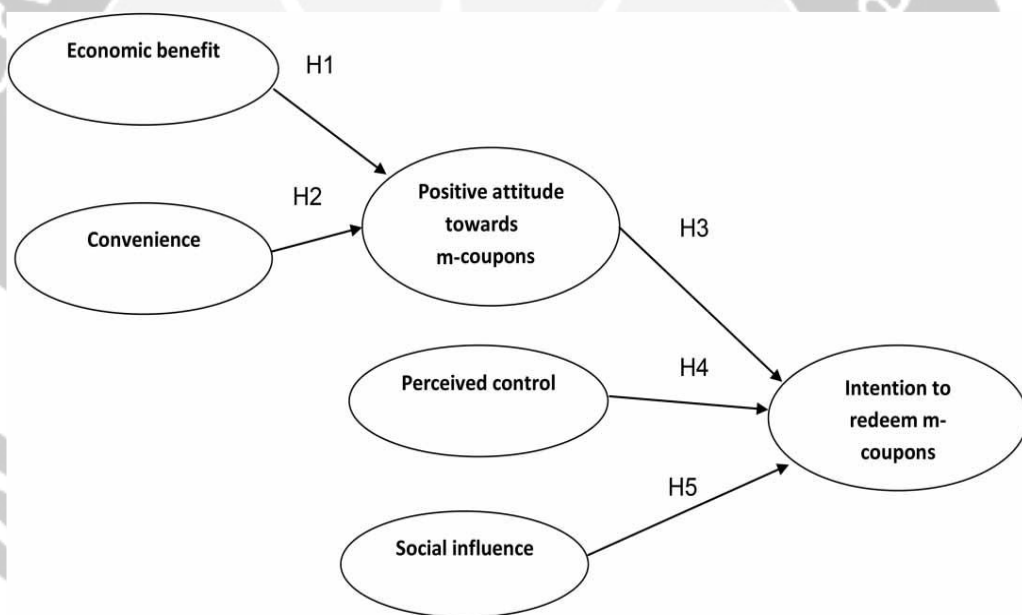 Economic benefit
H1
H2
Convenience
Positive attitude
towards
m-coupons
H3
Perceived control
H4
Intention to
redeem m-
coupons
H5
Social influence